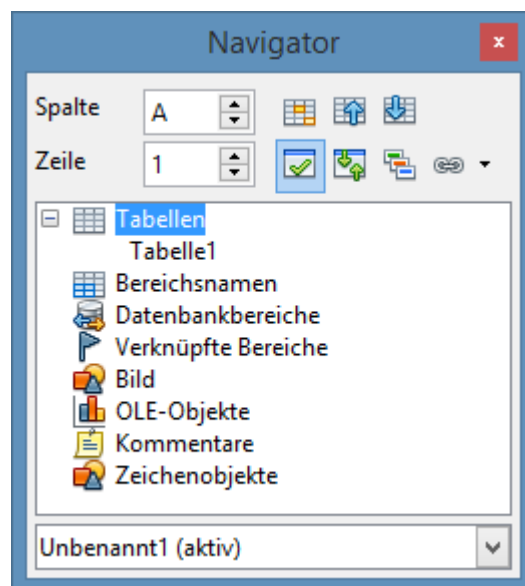 Navigator
Spalte A
Zeile 1
Tabellen
Tabelle1
Bereichsnamen
Datenbankbereiche
Verknüpfte Bereiche
Bild
OLE-Objekte
Kommentare
Zeichenobjekte
Unbenannt1 (aktiv)